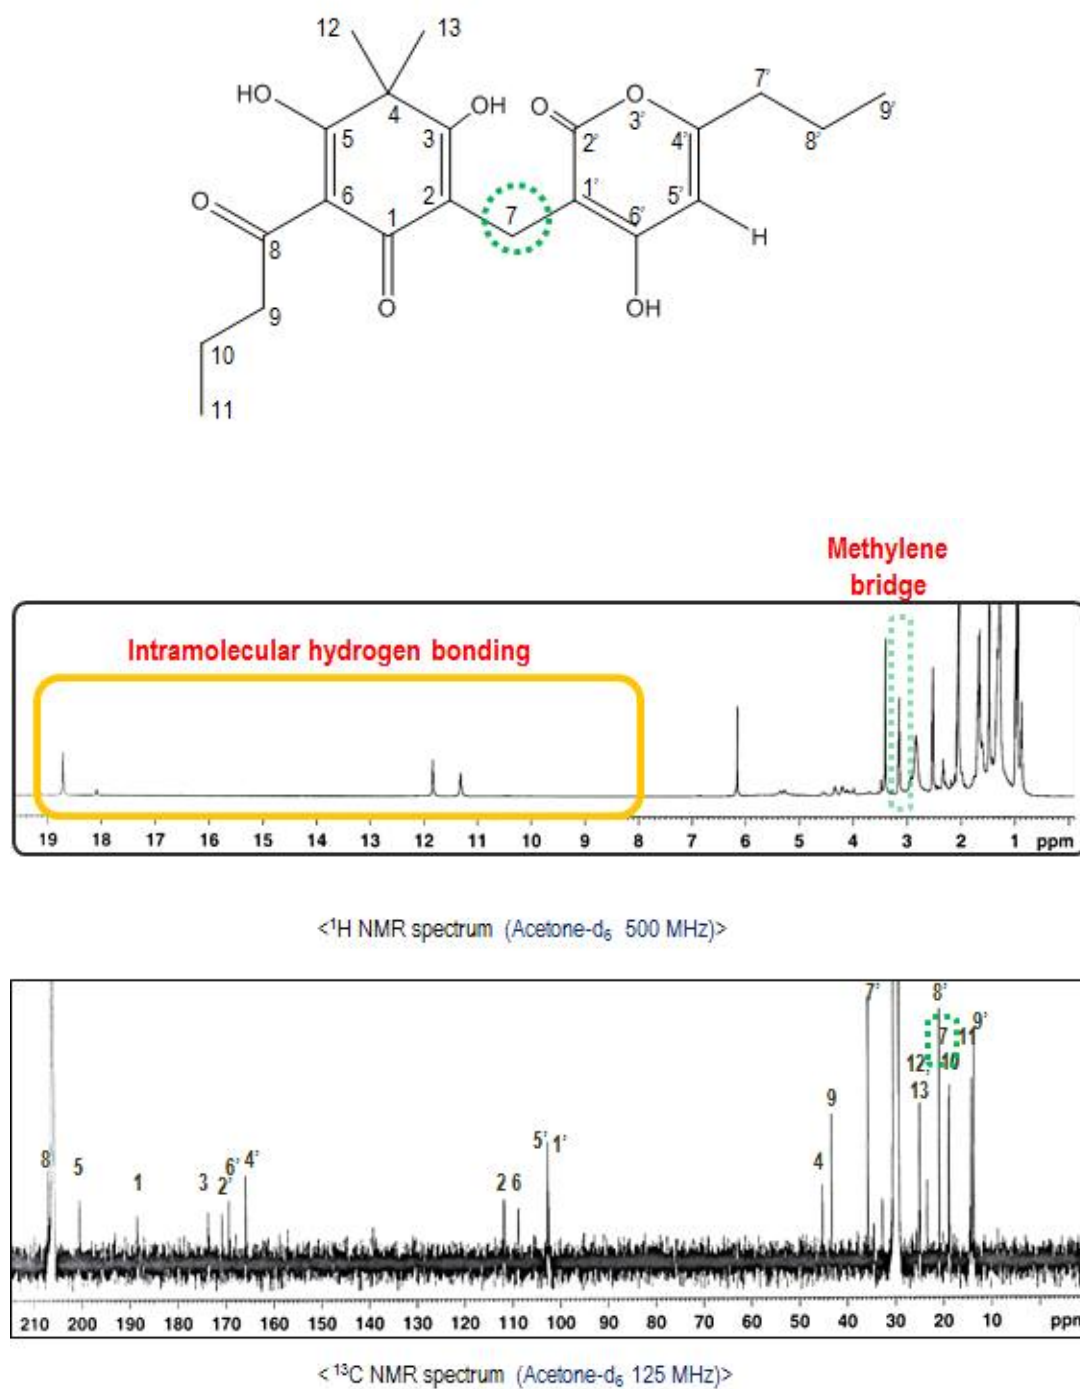 12 13
HO OH O O 7' 9'
5 4 3 2' 3' 4' 8'
O 6 1 2 7 1' 6' 5' H
8 O OH
9
10
11
Methylene
bridge
Intramolecular hydrogen bonding
19 18 17 16 15 14 13 12 11 10 9 8 7 6 5 4 3 2 1 ppm
<¹H NMR spectrum (Acetone-d₆ 500 MHz)>
7' 8' 9'
7 11
12, 10
9 13
8 5 1 3 2' 6' 4' 2 6 5' 1' 4
210 200 190 180 170 160 150 140 130 120 110 100 90 80 70 60 50 40 30 20 10 ppm
<¹³C NMR spectrum (Acetone-d₆ 125 MHz)>